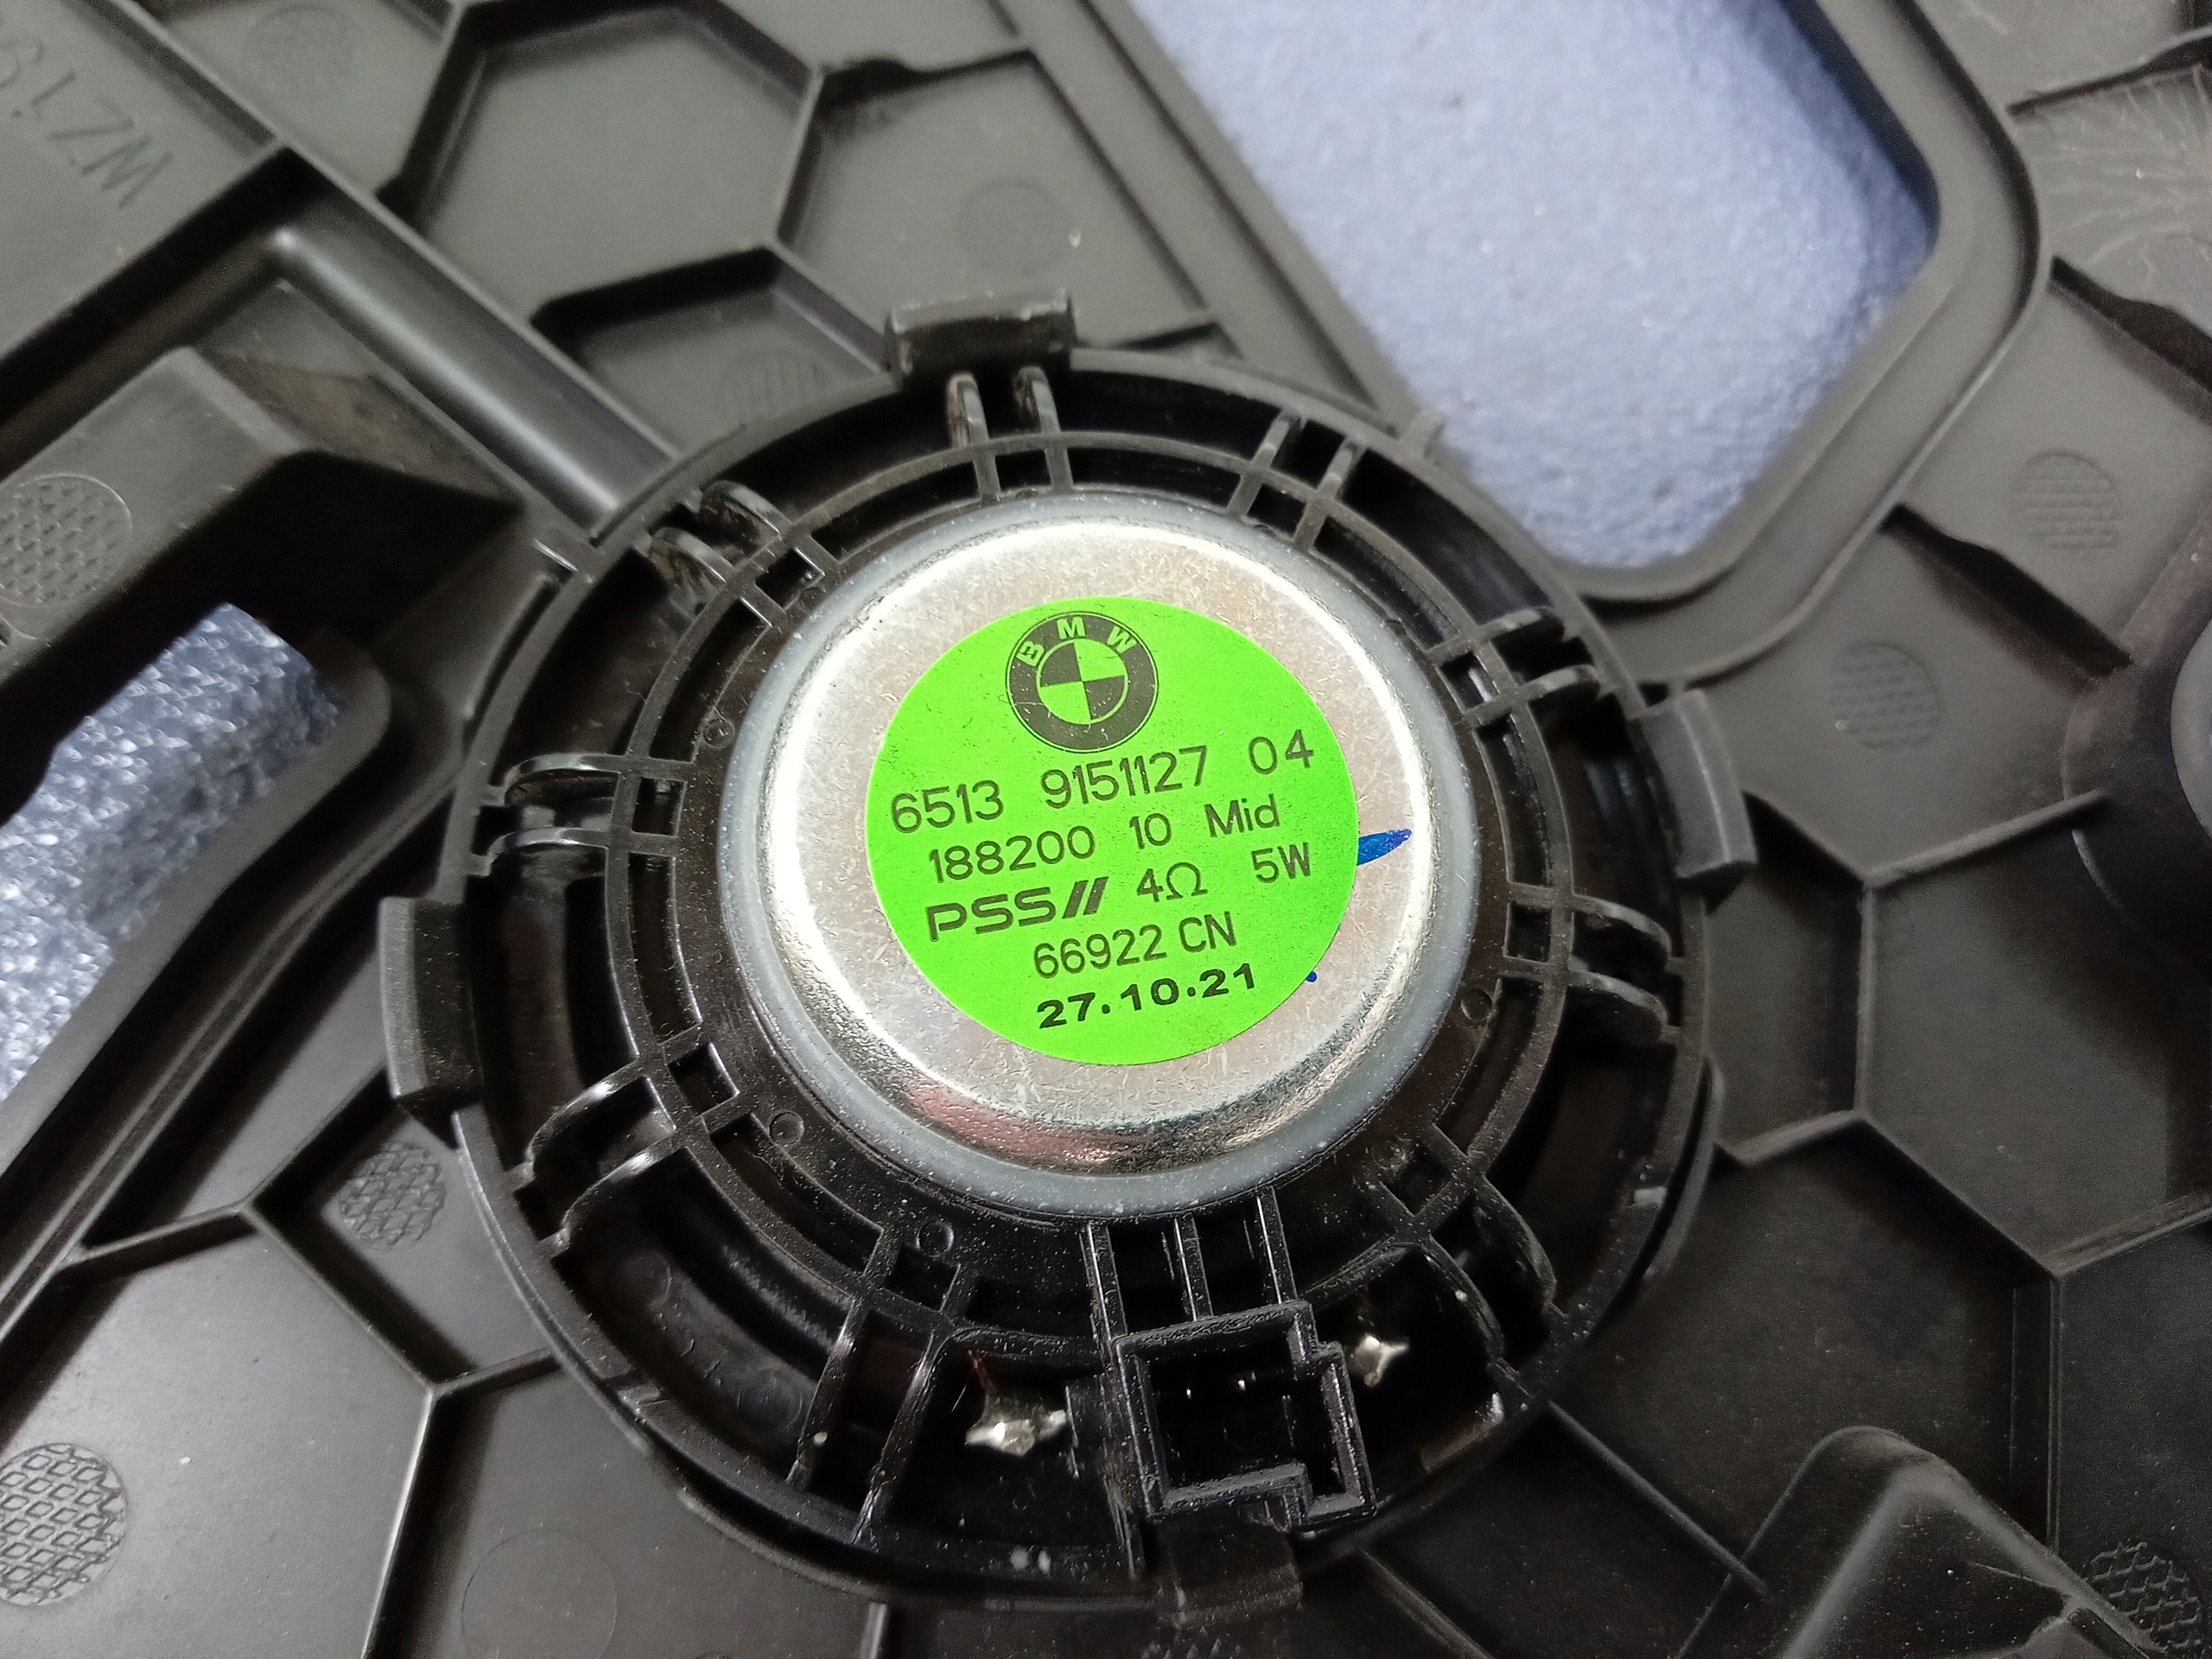 BMW
6513 9151127 04
188200 10 Mid
PSS// 4Ω 5W
66922 CN
27.10.21